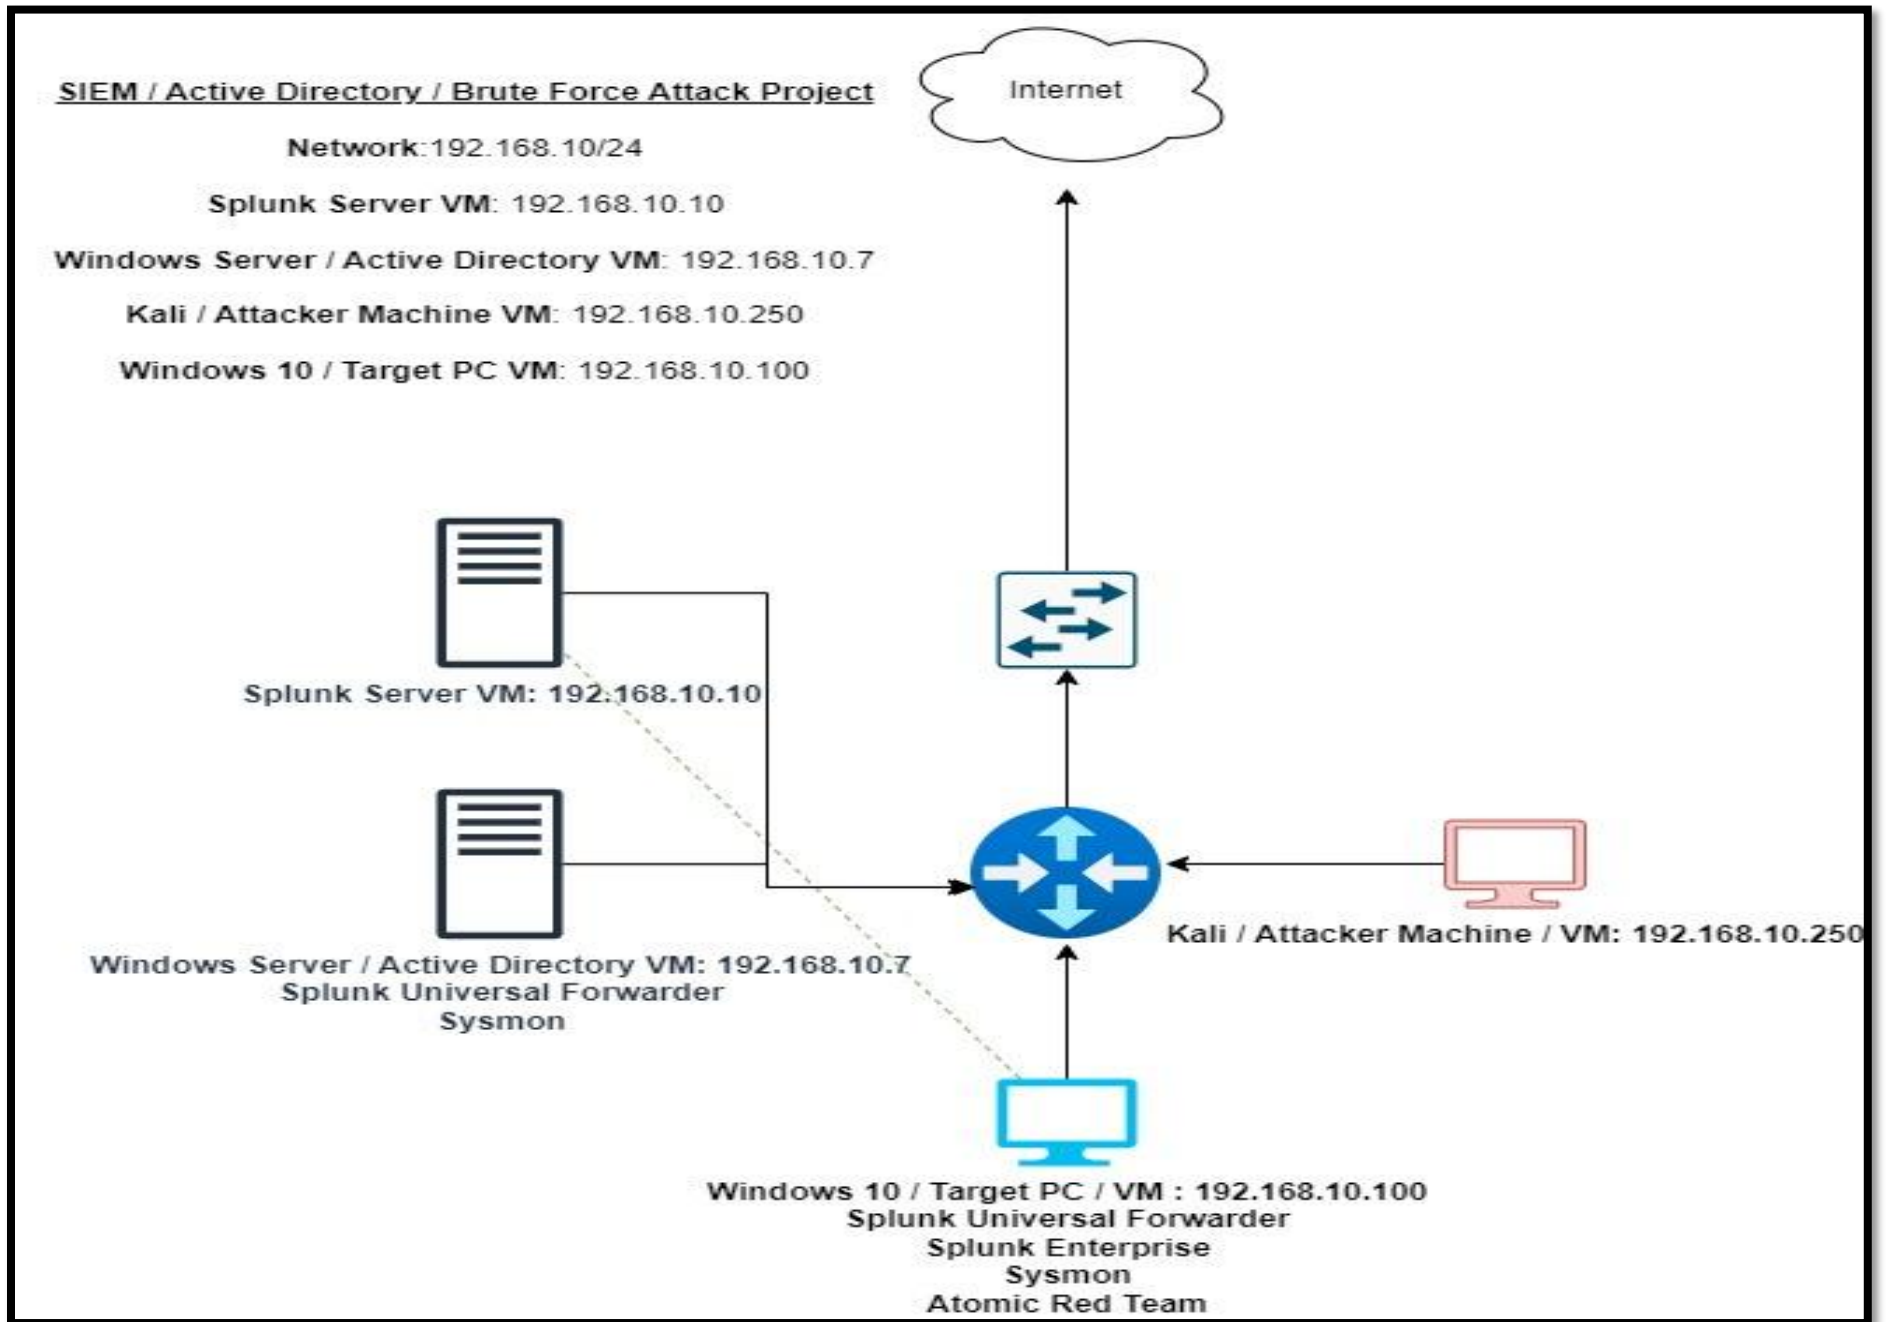 SIEM / Active Directory / Brute Force Attack Project
Network:192.168.10/24
Splunk Server VM: 192.168.10.10
Windows Server / Active Directory VM: 192.168.10.7
Kali / Attacker Machine VM: 192.168.10.250
Windows 10 / Target PC VM: 192.168.10.100
Internet
Splunk Server VM: 192.168.10.10
Windows Server / Active Directory VM: 192.168.10.7
Splunk Universal Forwarder
Sysmon
Kali / Attacker Machine / VM: 192.168.10.250
Windows 10 / Target PC / VM : 192.168.10.100
Splunk Universal Forwarder
Splunk Enterprise
Sysmon
Atomic Red Team